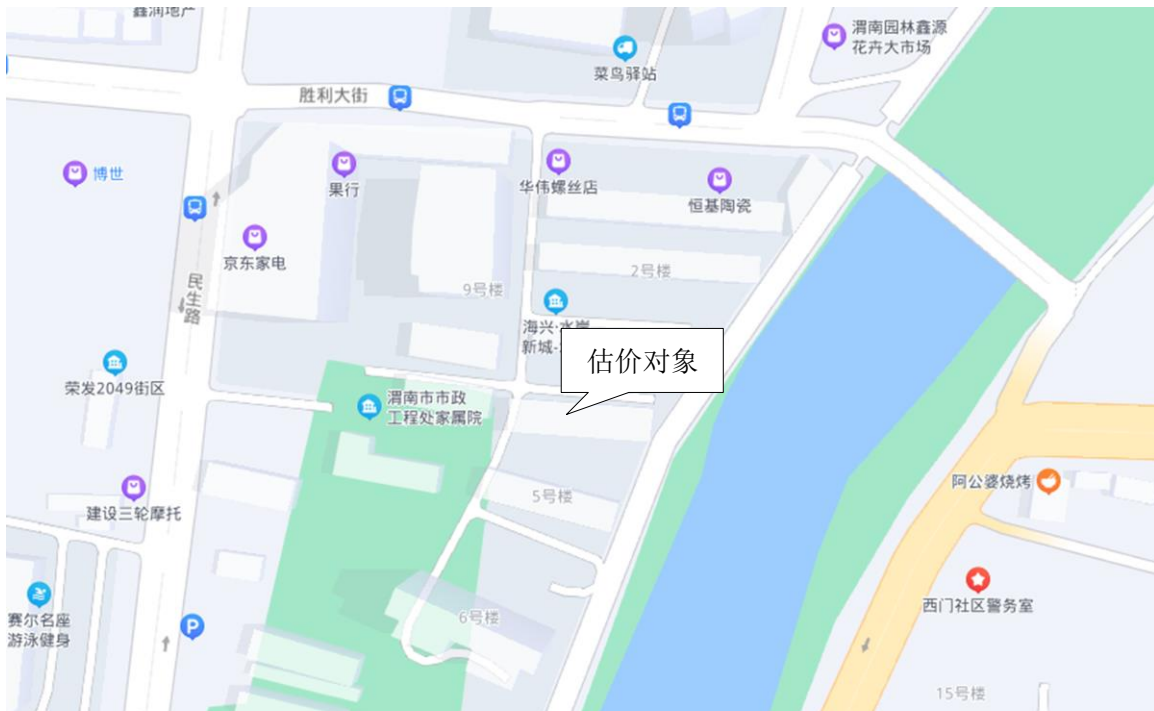 鑫润地产
渭南园林鑫源
花卉大市场
菜鸟驿站
胜利大街
博世
果行
华伟螺丝店
恒基陶瓷
京东家电
2号楼
民生路
9号楼
海兴·水岸
新城-
估价对象
荣发2049街区
渭南市市政
工程处家属院
阿公婆烧烤
5号楼
建设三轮摩托
西门社区警务室
赛尔名座
游泳健身
6号楼
P
15号楼